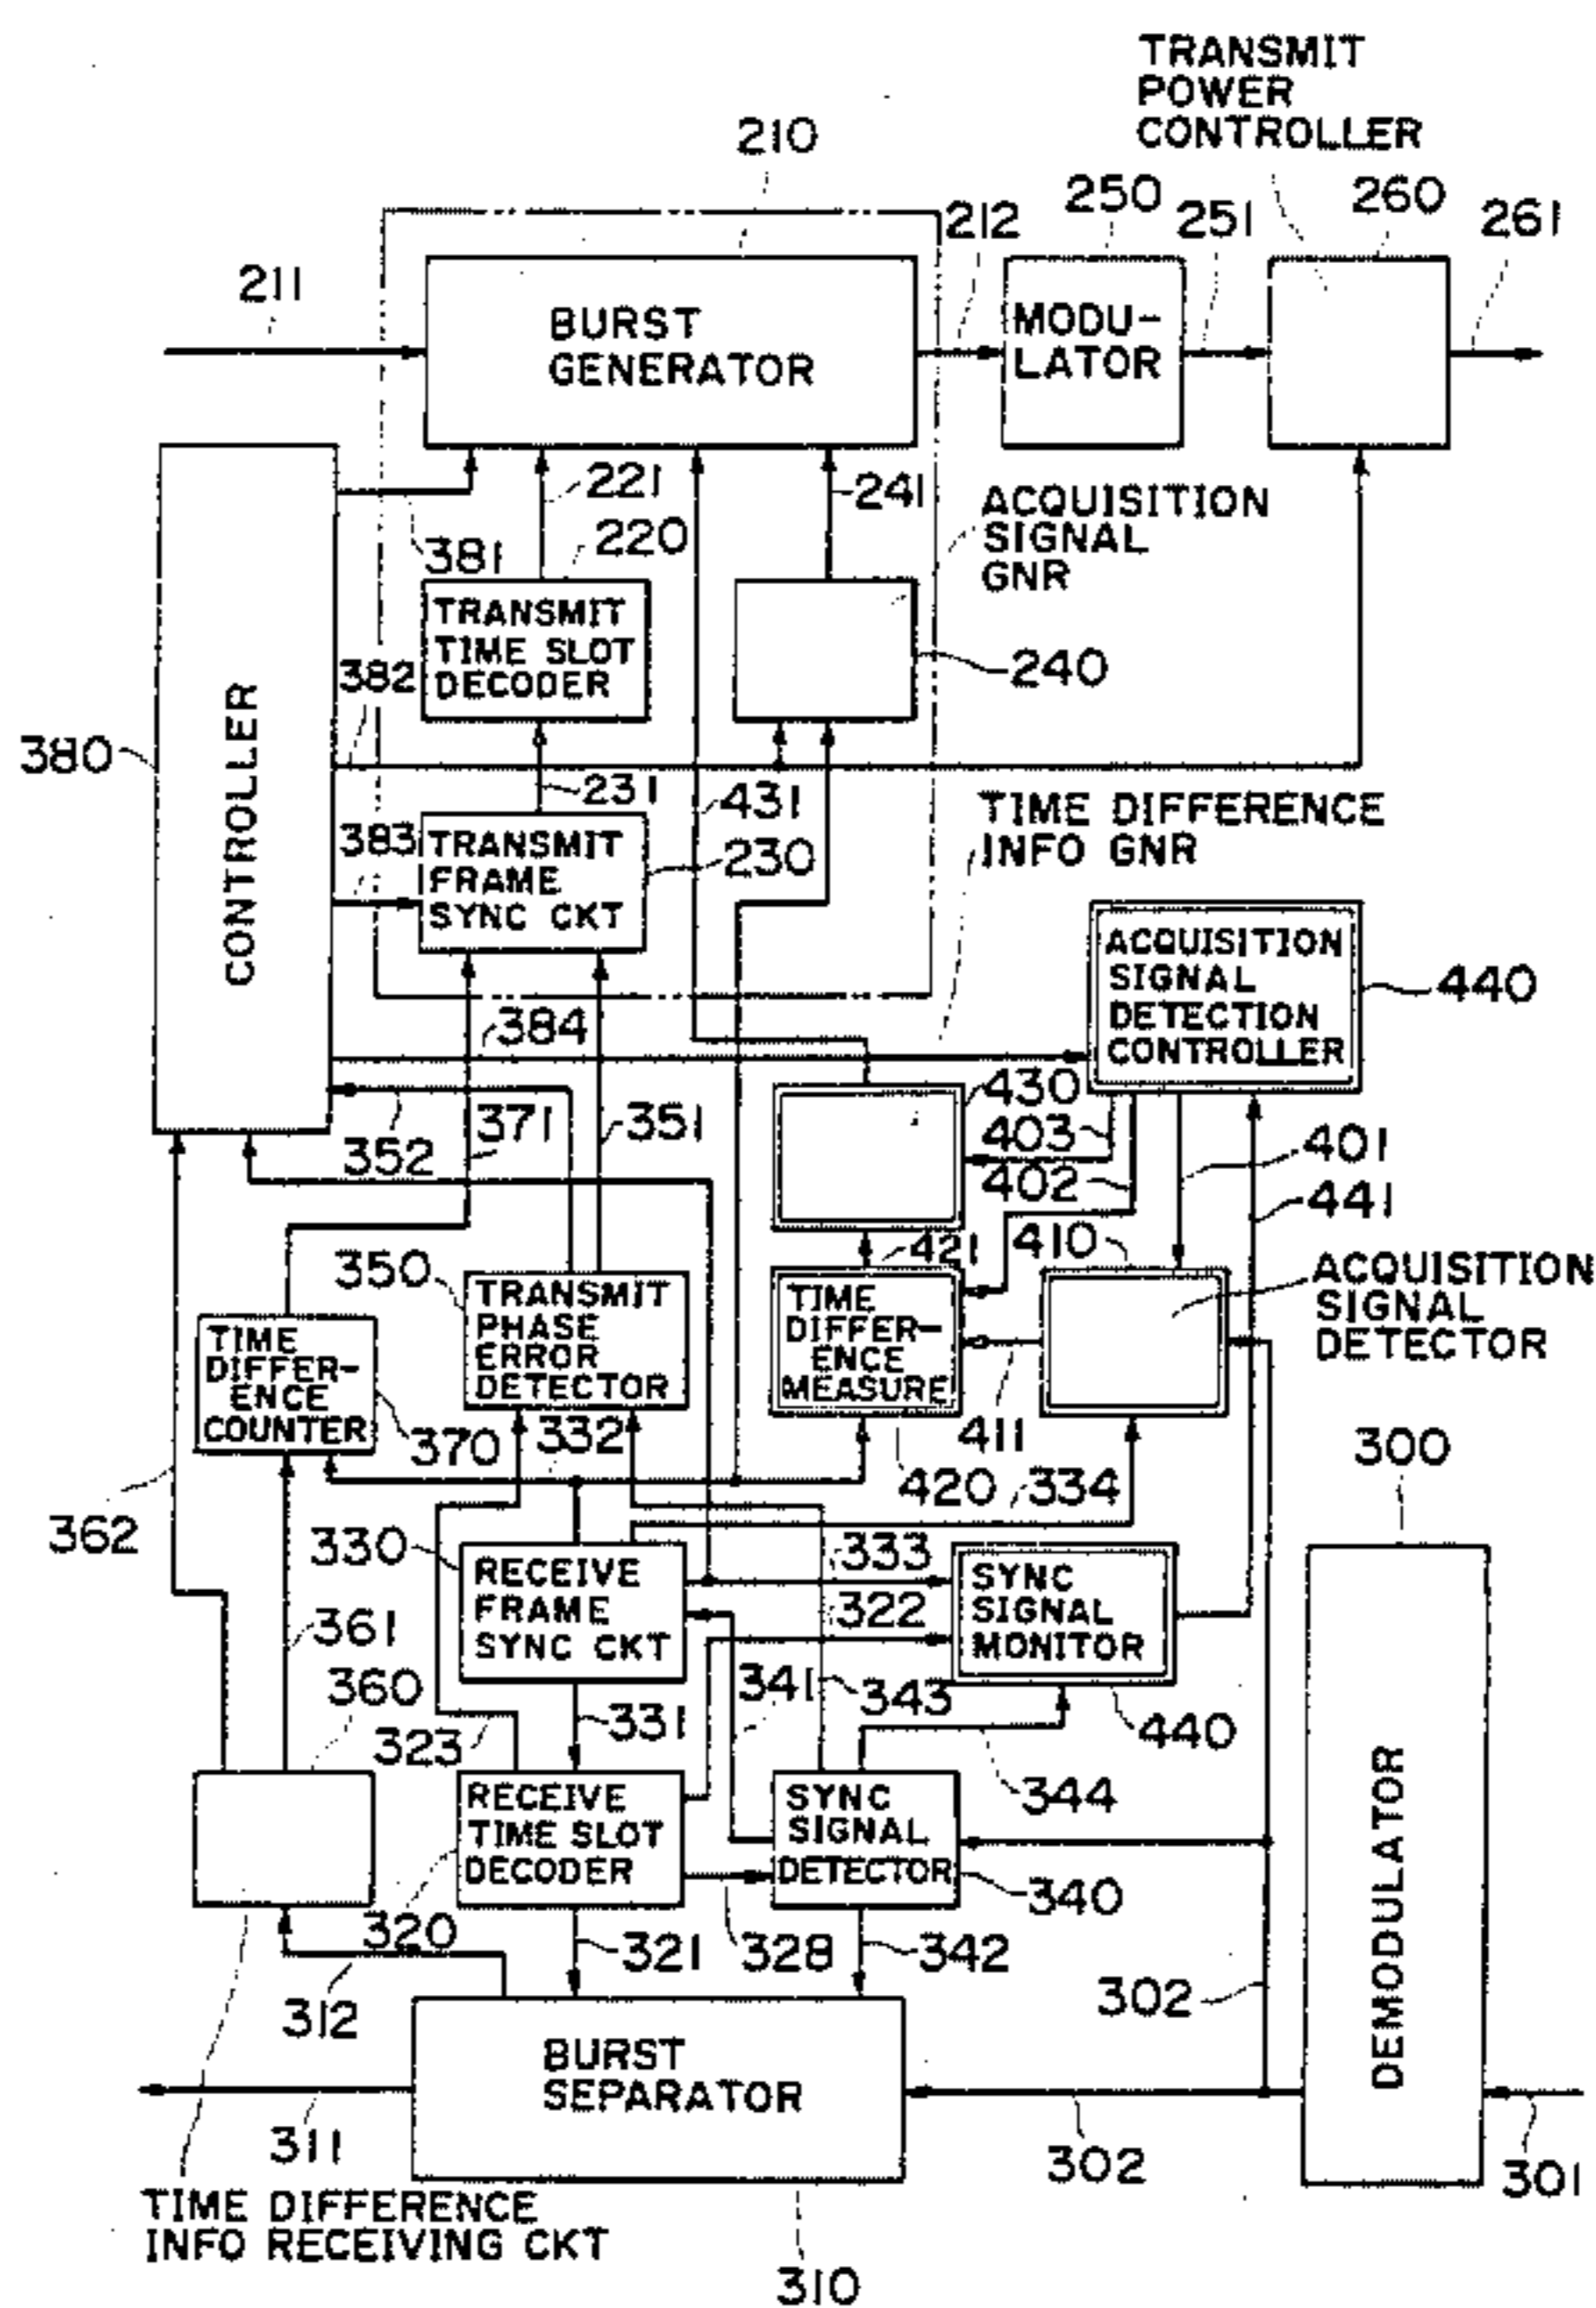 TRANSMIT
POWER
CONTROLLER
210
250
260
212
251
261
211
BURST
GENERATOR
MODU-
LATOR
221
241
ACQUISITION
SIGNAL
GNR
381
220
TRANSMIT
TIME SLOT
DECODER
240
382
CONTROLLER
380
231
431
TIME DIFFERENCE
INFO GNR
383
TRANSMIT
FRAME
SYNC CKT
230
ACQUISITION
SIGNAL
DETECTION
CONTROLLER
440
384
430
403
371
351
352
402
401
441
421
410
350
TRANSMIT
PHASE
ERROR
DETECTOR
TIME
DIFFER-
ENCE
MEASURE
ACQUISITION
SIGNAL
DETECTOR
TIME
DIFFER-
ENCE
COUNTER
370
332
411
420
334
300
362
330
RECEIVE
FRAME
SYNC CKT
333
322
SYNC
SIGNAL
MONITOR
361
360
341
343
440
323
331
344
RECEIVE
TIME SLOT
DECODER
SYNC
SIGNAL
DETECTOR
340
DEMODULATOR
320
321
328
342
312
302
BURST
SEPARATOR
311
302
301
TIME DIFFERENCE
INFO RECEIVING CKT
310